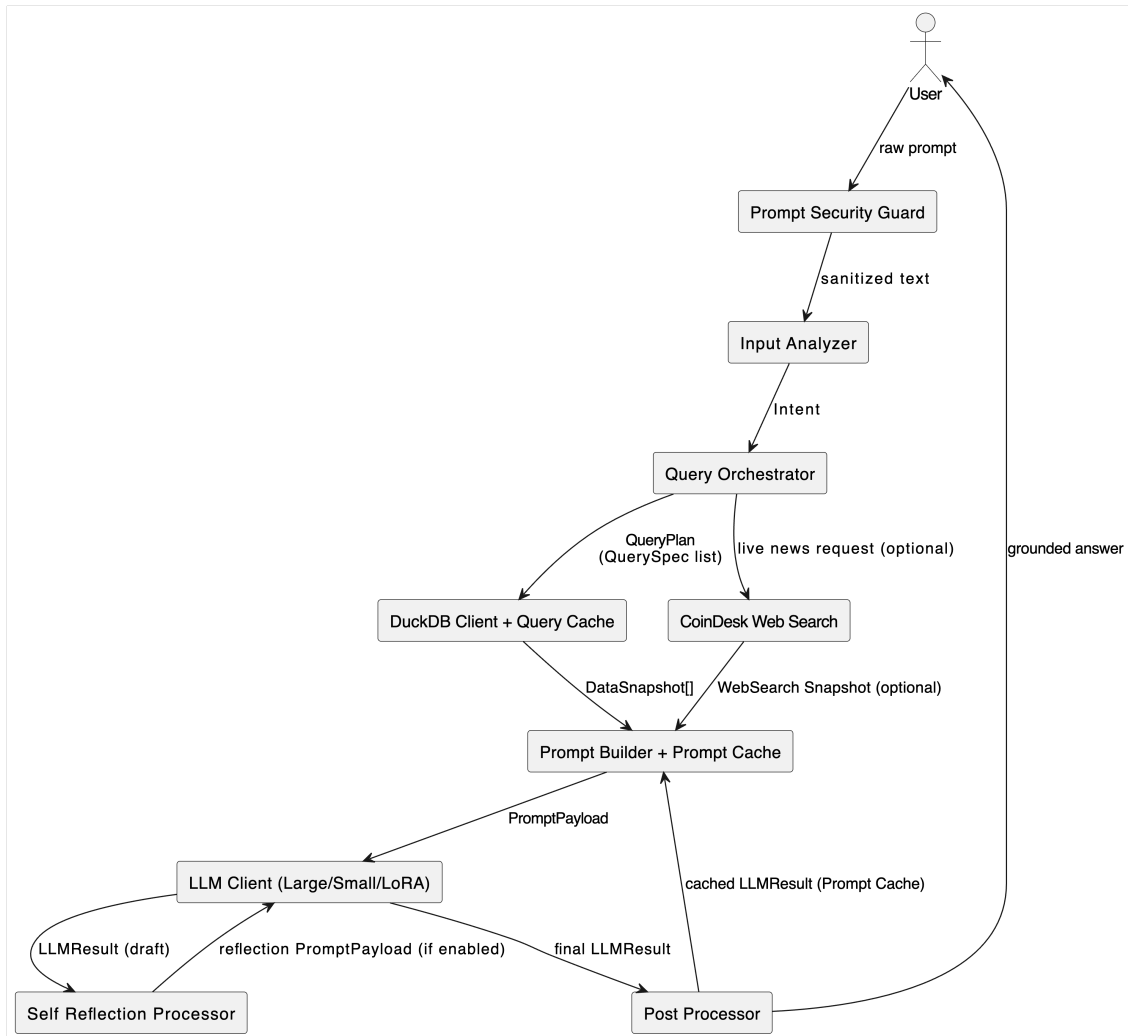 User
raw prompt
Prompt Security Guard
sanitized text
Input Analyzer
Intent
Query Orchestrator
QueryPlan
(QuerySpec list)
live news request (optional)
grounded answer
DuckDB Client + Query Cache
CoinDesk Web Search
DataSnapshot[]
WebSearch Snapshot (optional)
Prompt Builder + Prompt Cache
PromptPayload
LLM Client (Large/Small/LoRA)
cached LLMResult (Prompt Cache)
LLMResult (draft)
reflection PromptPayload (if enabled)
final LLMResult
Self Reflection Processor
Post Processor